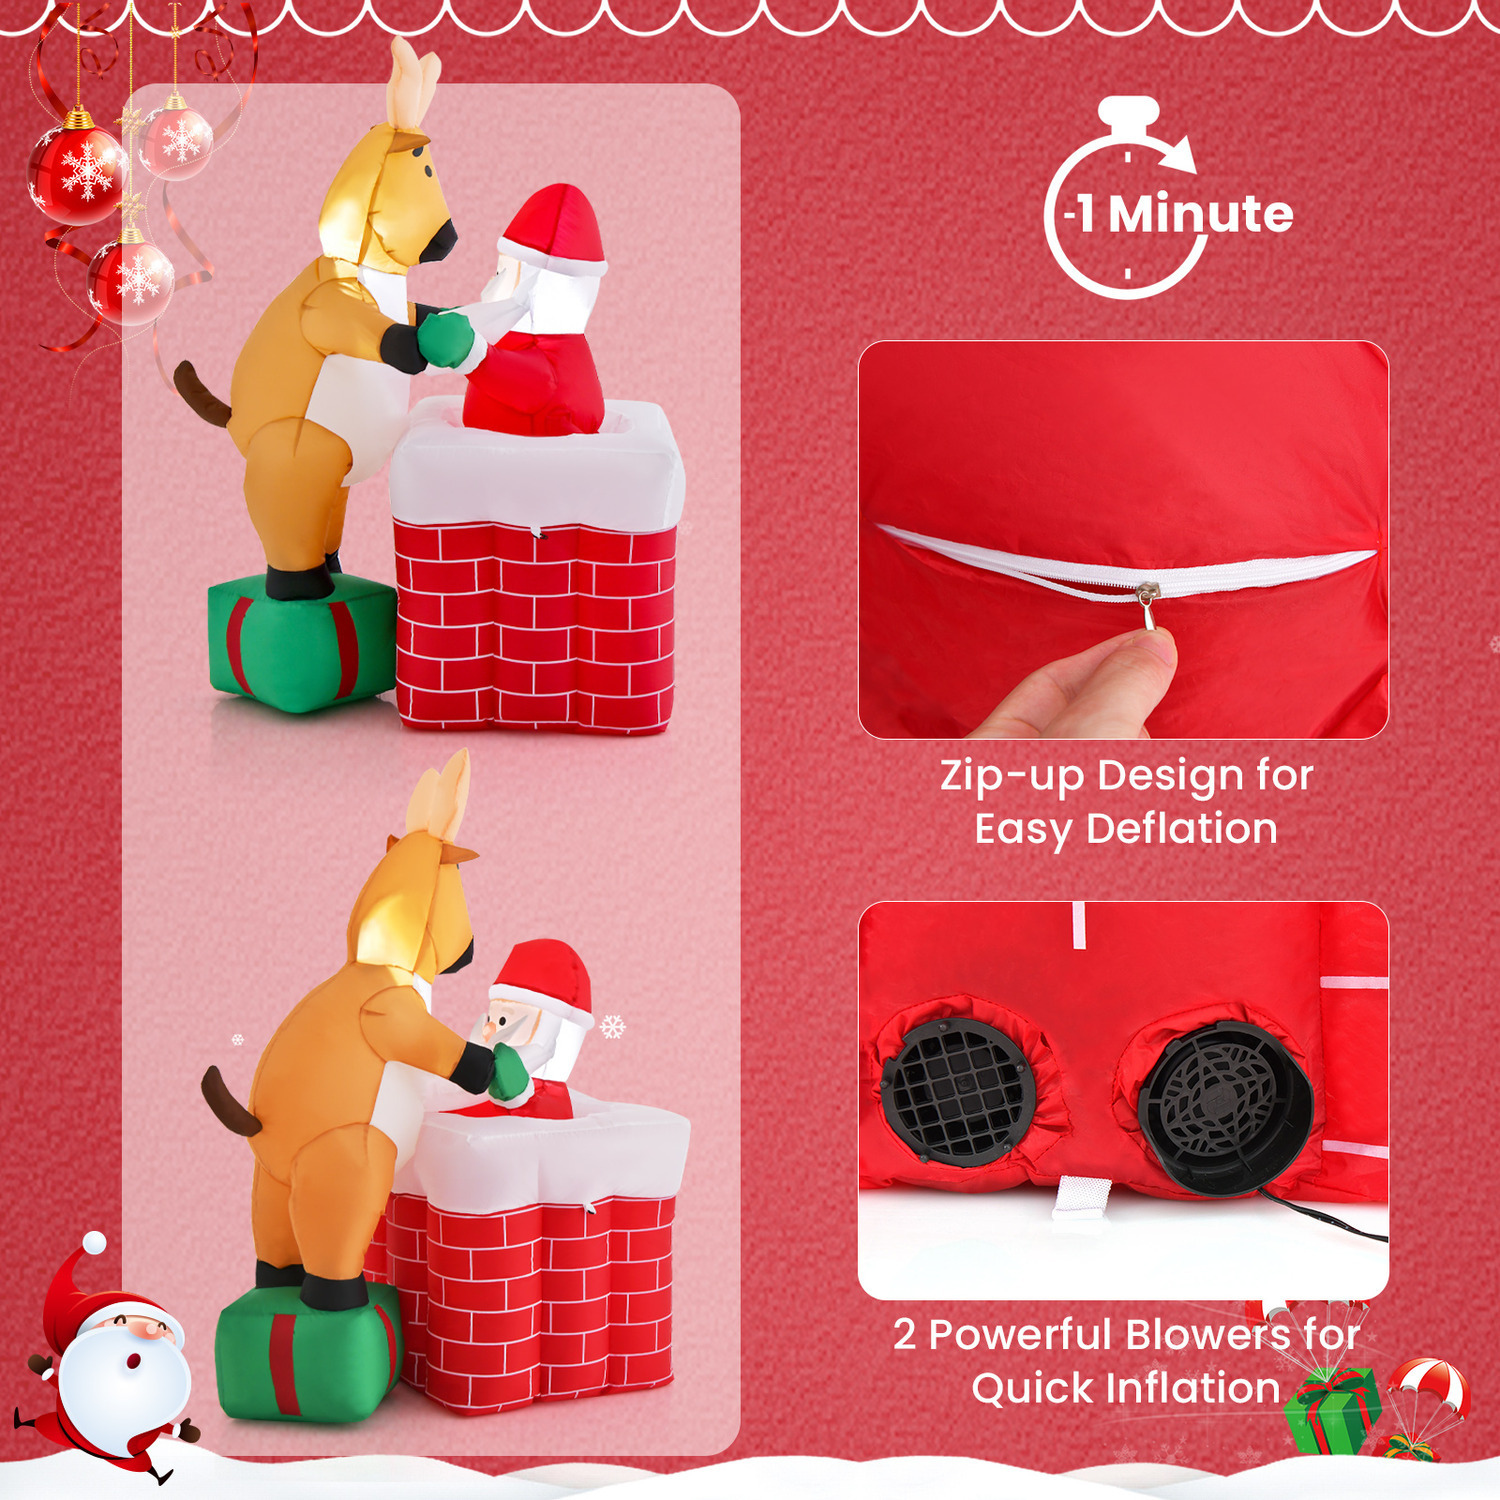 -1 Minute
Zip-up Design for
Easy Deflation
2 Powerful Blowers for
Quick Inflation